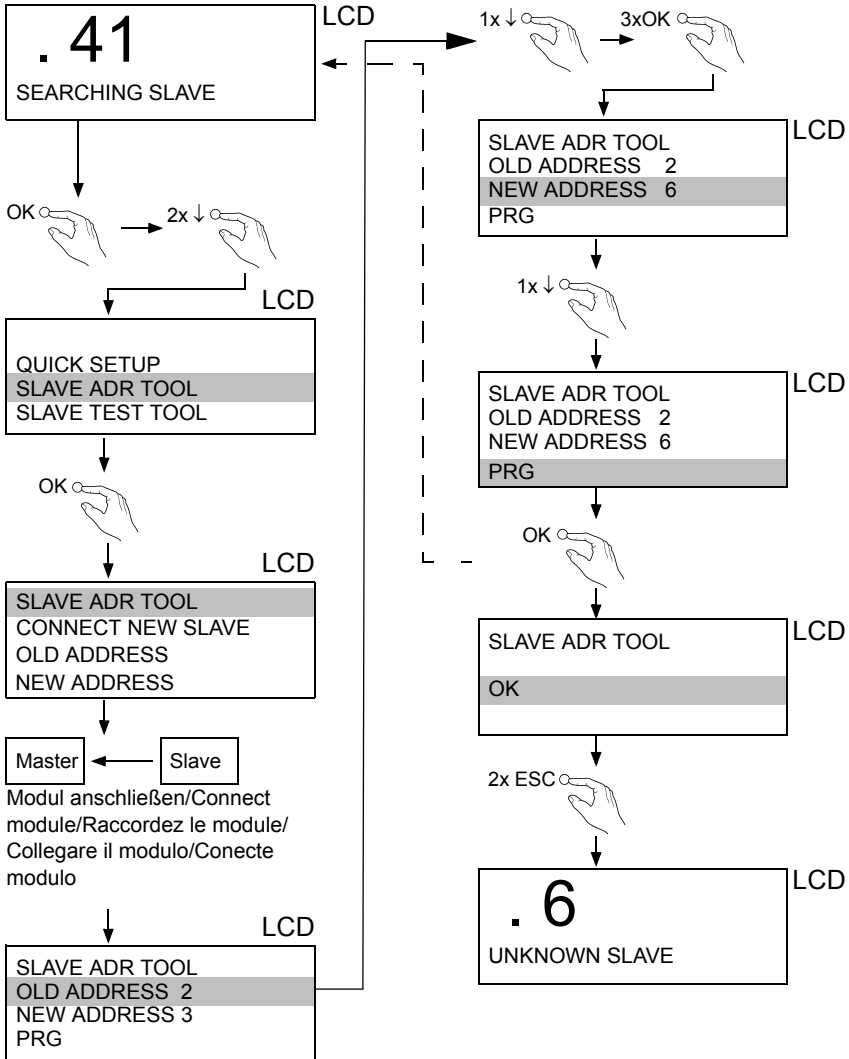 . 41
SEARCHING SLAVE
LCD
OK
2x ↓
LCD
QUICK SETUP
SLAVE ADR TOOL
SLAVE TEST TOOL
OK
LCD
SLAVE ADR TOOL
CONNECT NEW SLAVE
OLD ADDRESS
NEW ADDRESS
Master
Slave
Modul anschließen/Connect
module/Raccordez le module/
Collegare il modulo/Conecte
modulo
LCD
SLAVE ADR TOOL
OLD ADDRESS 2
NEW ADDRESS 3
PRG
1x ↓
3xOK
LCD
SLAVE ADR TOOL
OLD ADDRESS 2
NEW ADDRESS 6
PRG
1x ↓
LCD
SLAVE ADR TOOL
OLD ADDRESS 2
NEW ADDRESS 6
PRG
OK
LCD
SLAVE ADR TOOL
OK
2x ESC
LCD
. 6
UNKNOWN SLAVE